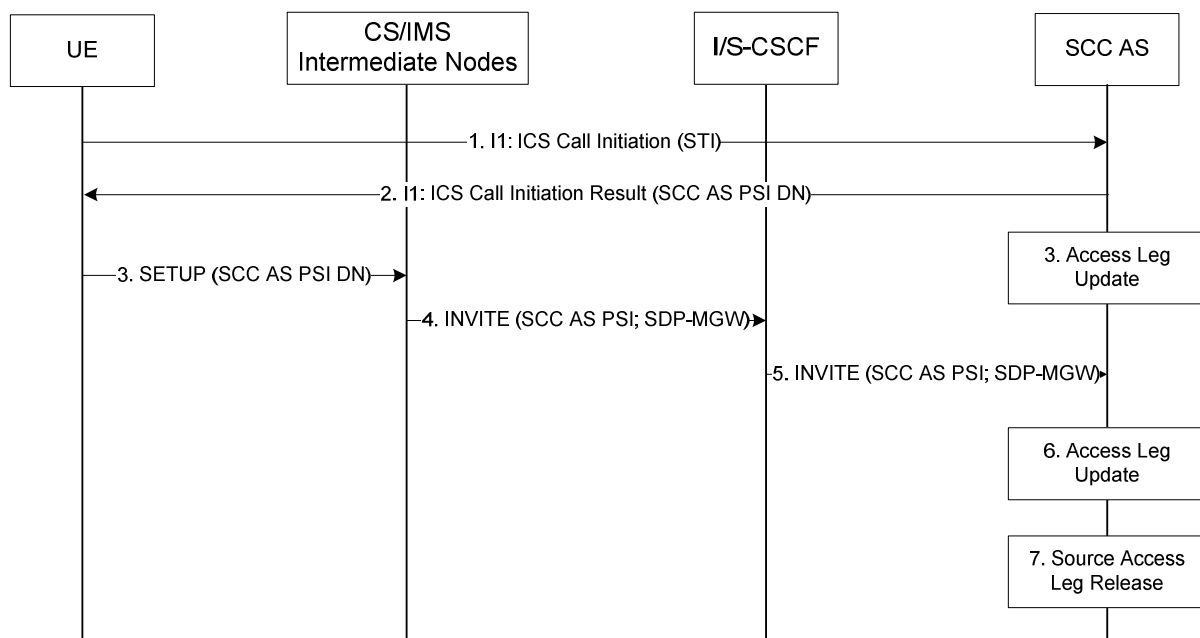 UE
CS/IMS
Intermediate Nodes
I/S-CSCF
SCC AS
1. I1: ICS Call Initiation (STI)
2. I1: ICS Call Initiation Result (SCC AS PSI DN)
3. Access Leg
Update
3. SETUP (SCC AS PSI DN)
4. INVITE (SCC AS PSI; SDP-MGW)
5. INVITE (SCC AS PSI; SDP-MGW)
6. Access Leg
Update
7. Source Access
Leg Release